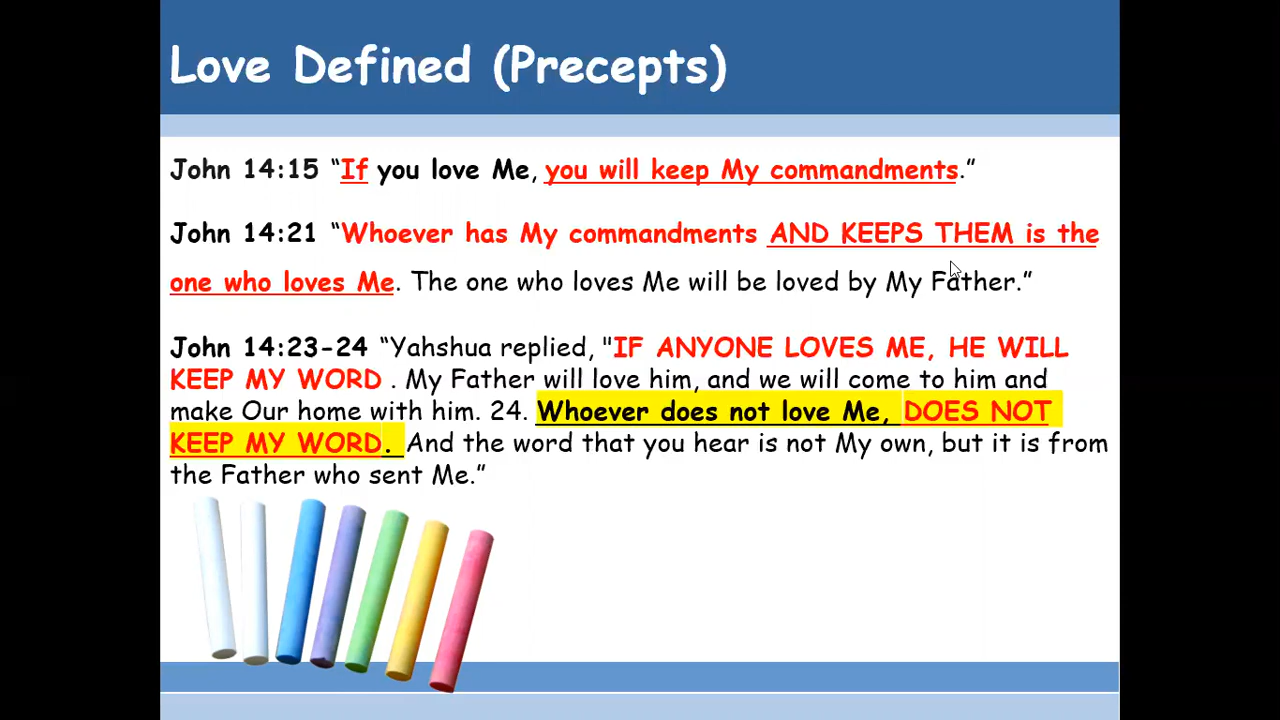 Love Defined (Precepts)
John 14:15 “If you love Me, you will keep My commandments.”
John 14:21 “Whoever has My commandments AND KEEPS THEM is the
one who loves Me. The one who loves Me will be loved by My Father.”
John 14:23-24 “Yahshua replied, "IF ANYONE LOVES ME, HE WILL
KEEP MY WORD . My Father will love him, and we will come to him and
make Our home with him. 24. Whoever does not love Me, DOES NOT
KEEP MY WORD. And the word that you hear is not My own, but it is from
the Father who sent Me.”